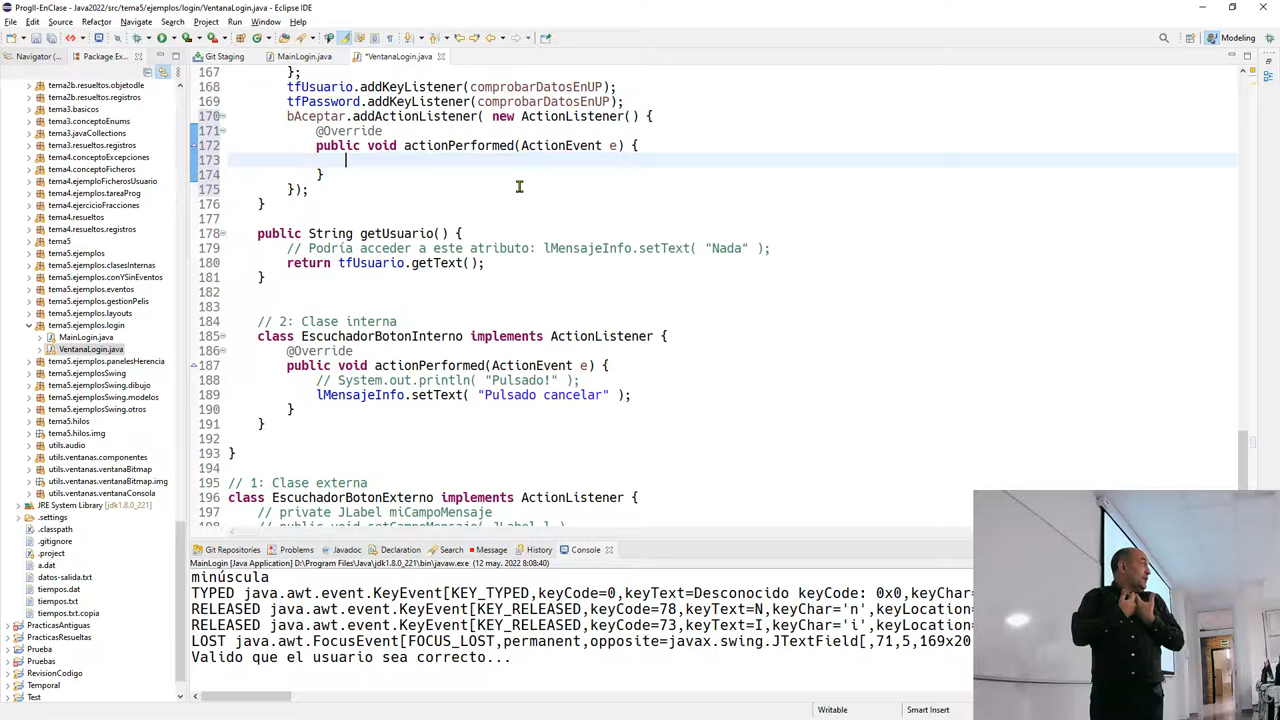 ProgII-EnClase - Java2022/src/tema5/ejemplos/login/VentanaLogin.java - Eclipse IDE
File Edit Source Refactor Navigate Search Project Run Window Help
Modeling
Navigator (... Package Ex...
Git Staging MainLogin.java *VentanaLogin.java
tema2b.resueltos.objetodle
tema2b.resueltos.registros
tema3.basicos
tema3.conceptoEnums
tema3.javaCollections
tema3.resueltos.registros
tema4.conceptoExcepciones
tema4.conceptoFicheros
tema4.ejemploFicherosUsuario
tema4.ejemplos.tareaProg
tema4.ejercicioFracciones
tema4.resueltos
tema4.resueltos.registros
tema5
tema5.ejemplos
tema5.ejemplos.clasesInternas
tema5.ejemplos.conYSinEventos
tema5.ejemplos.eventos
tema5.ejemplos.gestionPelis
tema5.ejemplos.layouts
tema5.ejemplos.login
MainLogin.java
VentanaLogin.java
tema5.ejemplos.panelesHerencia
tema5.ejemplosSwing
tema5.ejemplosSwing.dibujo
tema5.ejemplosSwing.modelos
tema5.ejemplosSwing.otros
tema5.hilos
tema5.hilos.img
utils.audio
utils.ventanas.componentes
utils.ventanas.ventanaBitmap
utils.ventanas.ventanaBitmap.img
utils.ventanas.ventanaConsola
JRE System Library [jdk1.8.0_221]
.settings
.classpath
.gitignore
.project
a.dat
datos-salida.txt
tiempos.dat
tiempos.txt
tiempos.txt.copia
PracticasAntiguas
PracticasResueltas
Prueba
Pruebas
RevisionCodigo
Temporal
Test
167 };
168 tfUsuario.addKeyListener(comprobarDatosEnUP);
169 tfPassword.addKeyListener(comprobarDatosEnUP);
170 bAceptar.addActionListener( new ActionListener() {
171 @Override
172 public void actionPerformed(ActionEvent e) {
173
174 }
175 });
176 }
177
178 public String getUsuario() {
179 // Podría acceder a este atributo: lMensajeInfo.setText( "Nada" );
180 return tfUsuario.getText();
181 }
182
183
184 // 2: Clase interna
185 class EscuchadorBotonInterno implements ActionListener {
186 @Override
187 public void actionPerformed(ActionEvent e) {
188 // System.out.println( "Pulsado!" );
189 lMensajeInfo.setText( "Pulsado cancelar" );
190 }
191 }
192
193 }
194
195 // 1: Clase externa
196 class EscuchadorBotonExterno implements ActionListener {
197 // private JLabel miCampoMensaje
198 // public void setCampoMensaje( JLabel l )
Git Repositories Problems Javadoc Declaration Search Message History Console
MainLogin [Java Application] D:\Program Files\Java\jdk1.8.0_221\bin\javaw.exe (12 may. 2022 8:08:40)
minúscula
TYPED java.awt.event.KeyEvent[KEY_TYPED,keyCode=0,keyText=Desconocido keyCode: 0x0,keyChar=
RELEASED java.awt.event.KeyEvent[KEY_RELEASED,keyCode=78,keyText=N,keyChar='n',keyLocation=
RELEASED java.awt.event.KeyEvent[KEY_RELEASED,keyCode=73,keyText=I,keyChar='i',keyLocation=
LOST java.awt.FocusEvent[FOCUS_LOST,permanent,opposite=javax.swing.JTextField[,71,5,169x20
Valido que el usuario sea correcto...
Writable Smart Insert